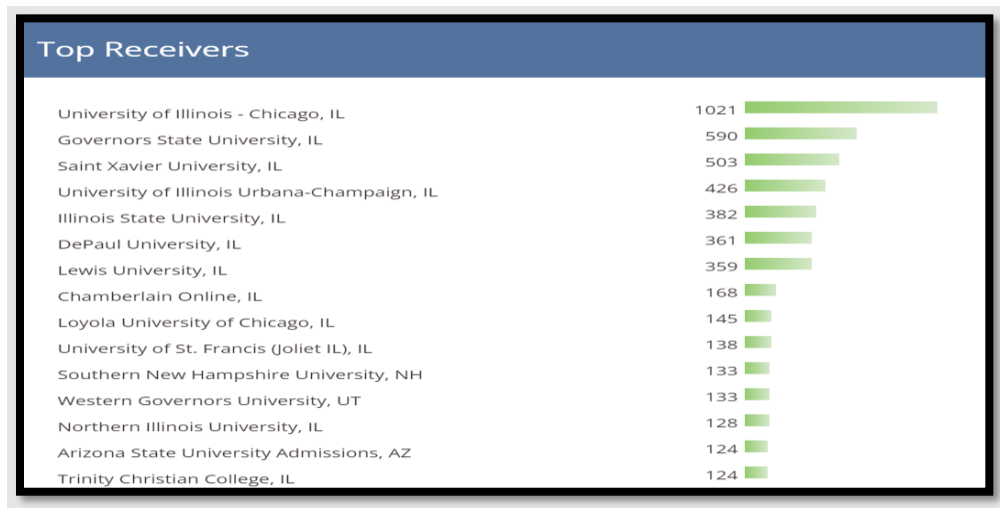 Top Receivers
University of Illinois - Chicago, IL 1021
Governors State University, IL 590
Saint Xavier University, IL 503
University of Illinois Urbana-Champaign, IL 426
Illinois State University, IL 382
DePaul University, IL 361
Lewis University, IL 359
Chamberlain Online, IL 168
Loyola University of Chicago, IL 145
University of St. Francis (Joliet IL), IL 138
Southern New Hampshire University, NH 133
Western Governors University, UT 133
Northern Illinois University, IL 128
Arizona State University Admissions, AZ 124
Trinity Christian College, IL 124